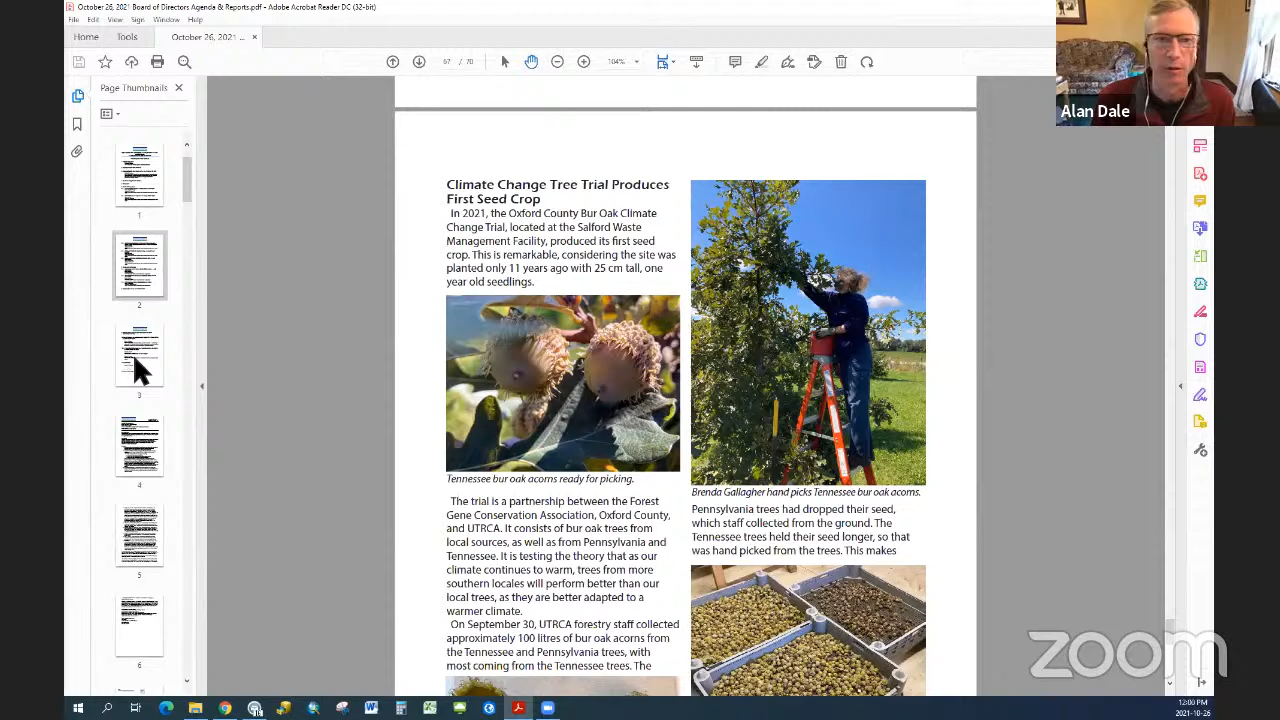 October 26, 2021 Board of Directors Agenda & Reports.pdf - Adobe Acrobat Reader DC (32-bit)
File Edit View Sign Window Help
Home Tools October 26, 2021 ... ×
67 / 104%
Page Thumbnails
1
2
3
4
5
6
Alan Dale
Climate Change Tree Trial Produces
First Seed Crop
In 2021, the Oxford County Bur Oak Climate
Change Trial, located at the Salford Waste
Management Facility, produced its first seed
crop. This is remarkable, considering the site was
planted only 11 years ago with 25 cm tall, one
year old seedlings.
Tennessee bur oak acorns ready for picking.
The trial is a partnership between the Forest
Gene Conservation Association, Oxford County,
and UTRCA. It consists of bur oak trees from
local sources, as well as from Pennsylvania and
Tennessee. It is testing the theory that as our
climate continues to warm, trees from more
southern locales will perform better than our
local trees, as they are better adapted to a
warmer climate.
On September 30, UTRCA forestry staff collected
approximately 100 litres of bur oak acorns from
the Tennessee and Pennsylvania trees, with
most coming from the Tennessee trees. The
Brenda Gallagher hand picks Tennessee bur oak acorns.
Pennsylvania trees had dropped their seed,
which staff collected from the ground. The
Tennessee trees held their seed longer, so that
was hand picked from the trees. This makes
zoom
12:00 PM
2021-10-26